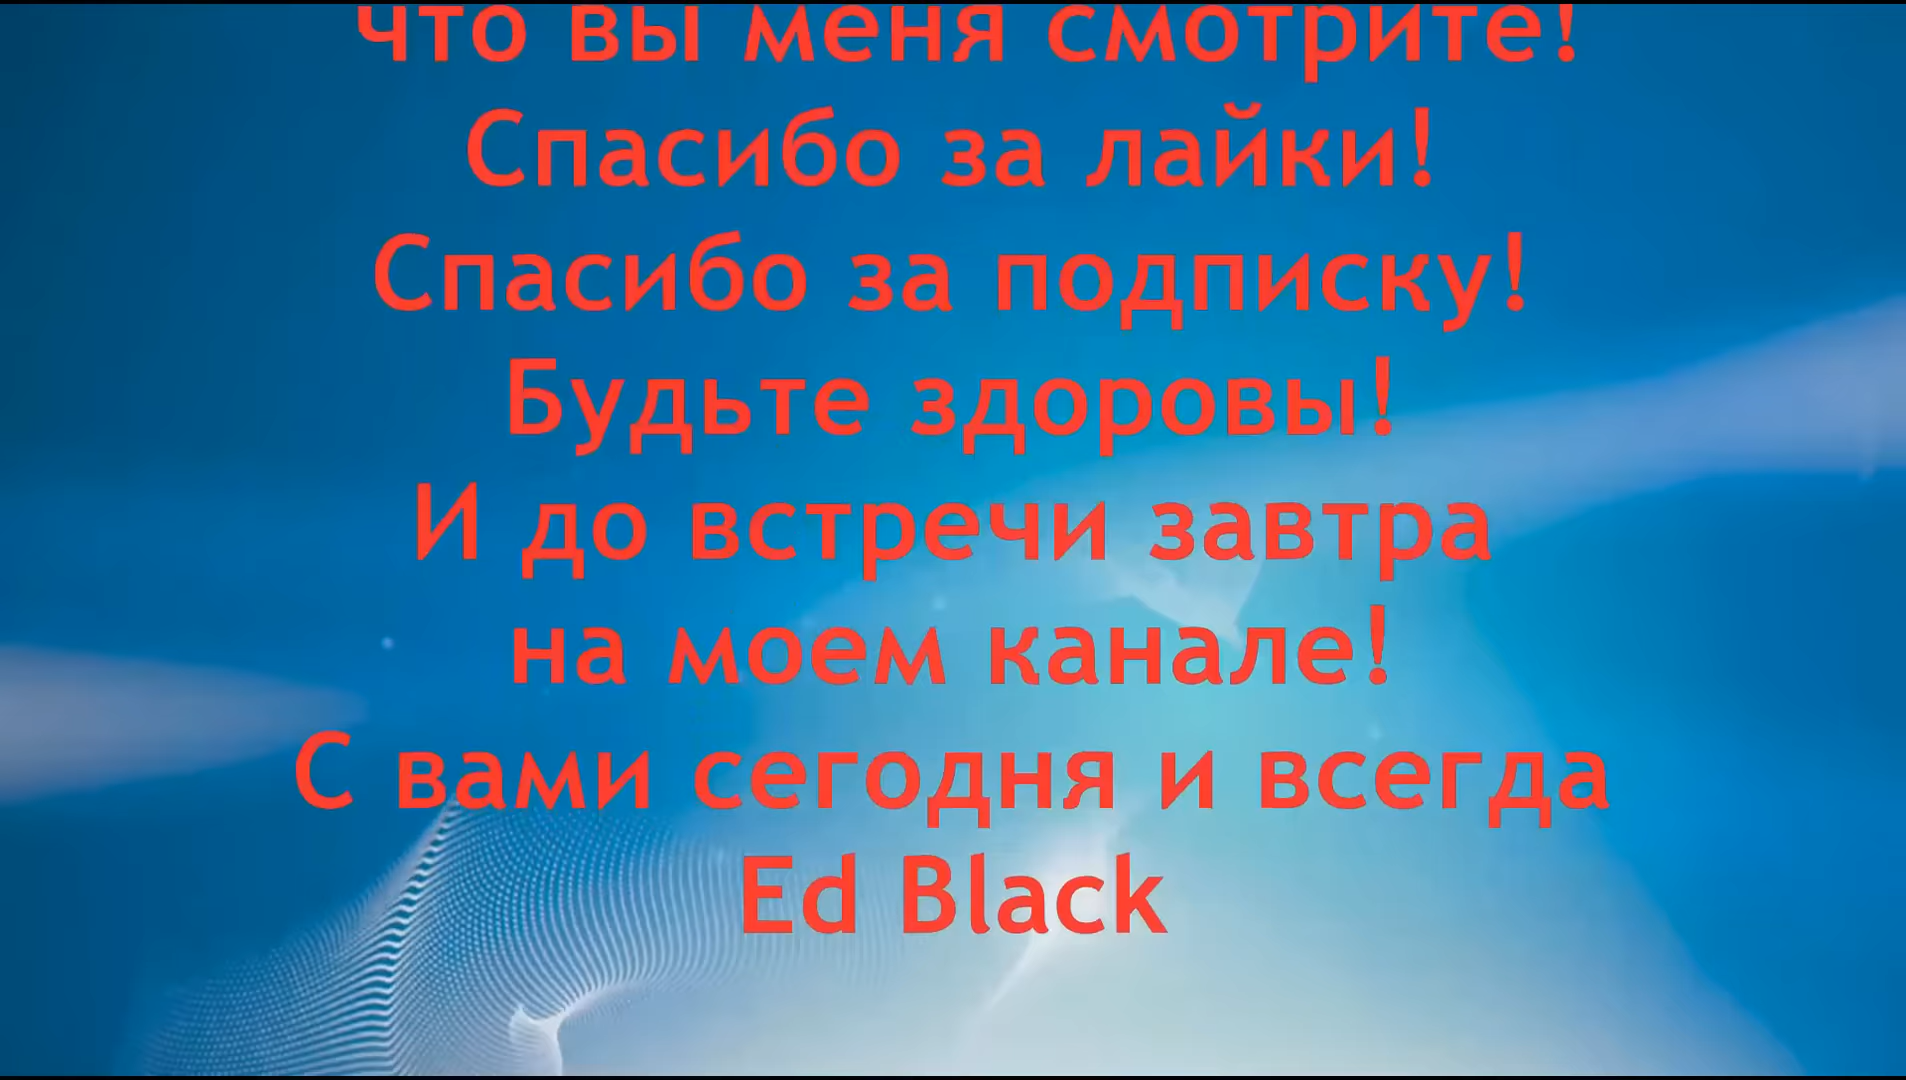 что вы меня смотрите!
Спасибо за лайки!
Спасибо за подписку!
Будьте здоровы!
И до встречи завтра
на моем канале!
С вами сегодня и всегда
Ed Black